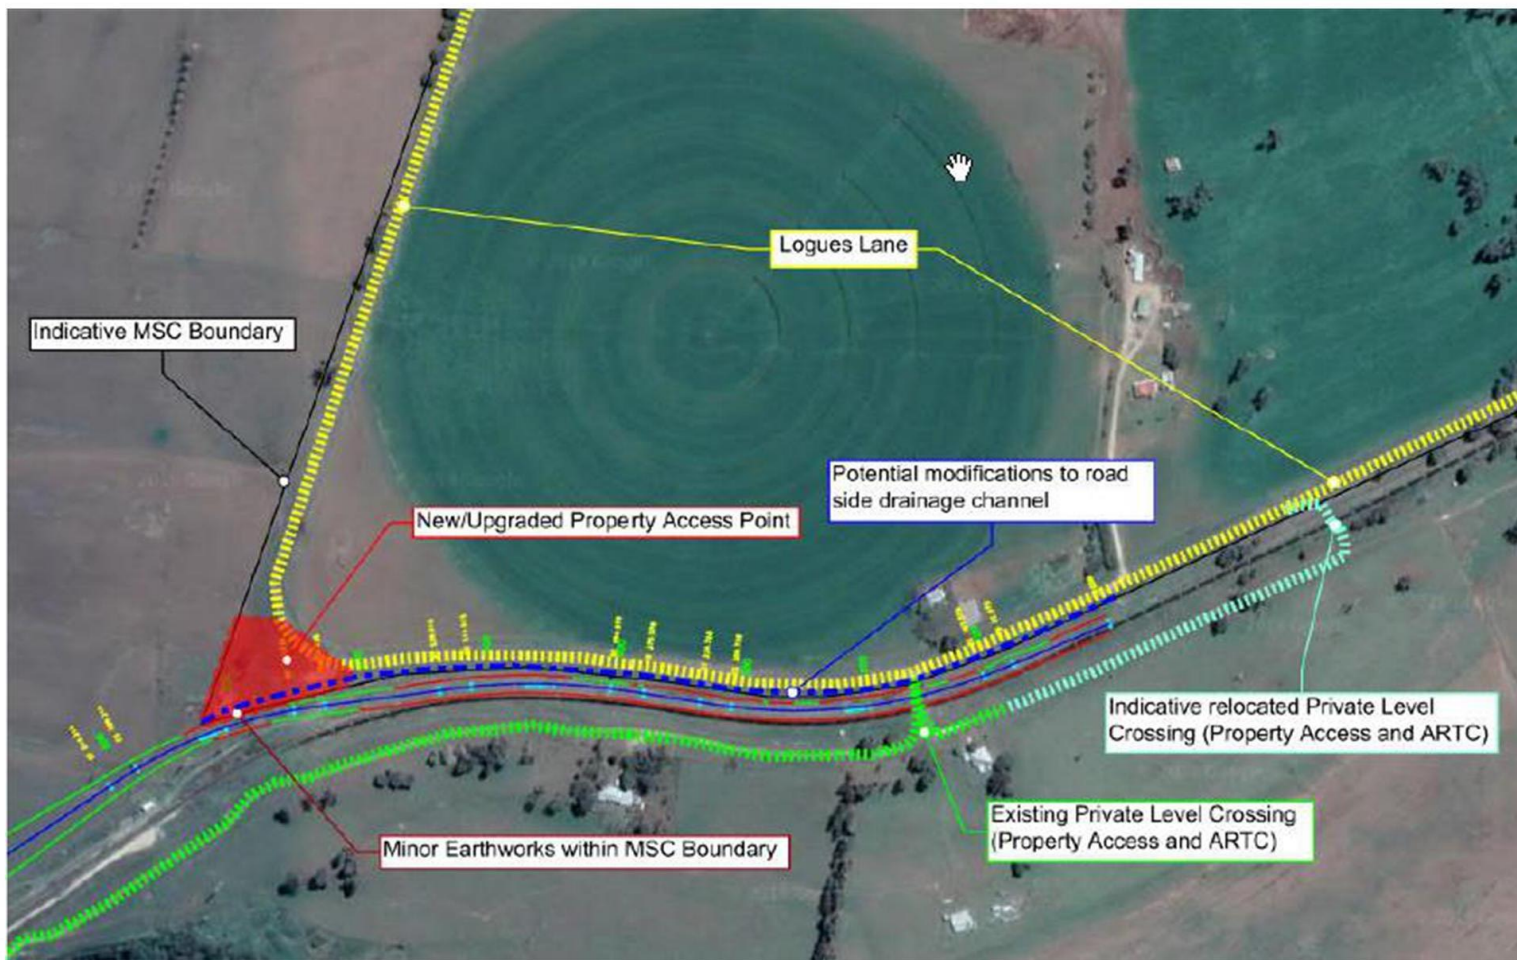 Logues Lane
Indicative MSC Boundary
Potential modifications to road
side drainage channel
New/Upgraded Property Access Point
Indicative relocated Private Level
Crossing (Property Access and ARTC)
Existing Private Level Crossing
(Property Access and ARTC)
Minor Earthworks within MSC Boundary